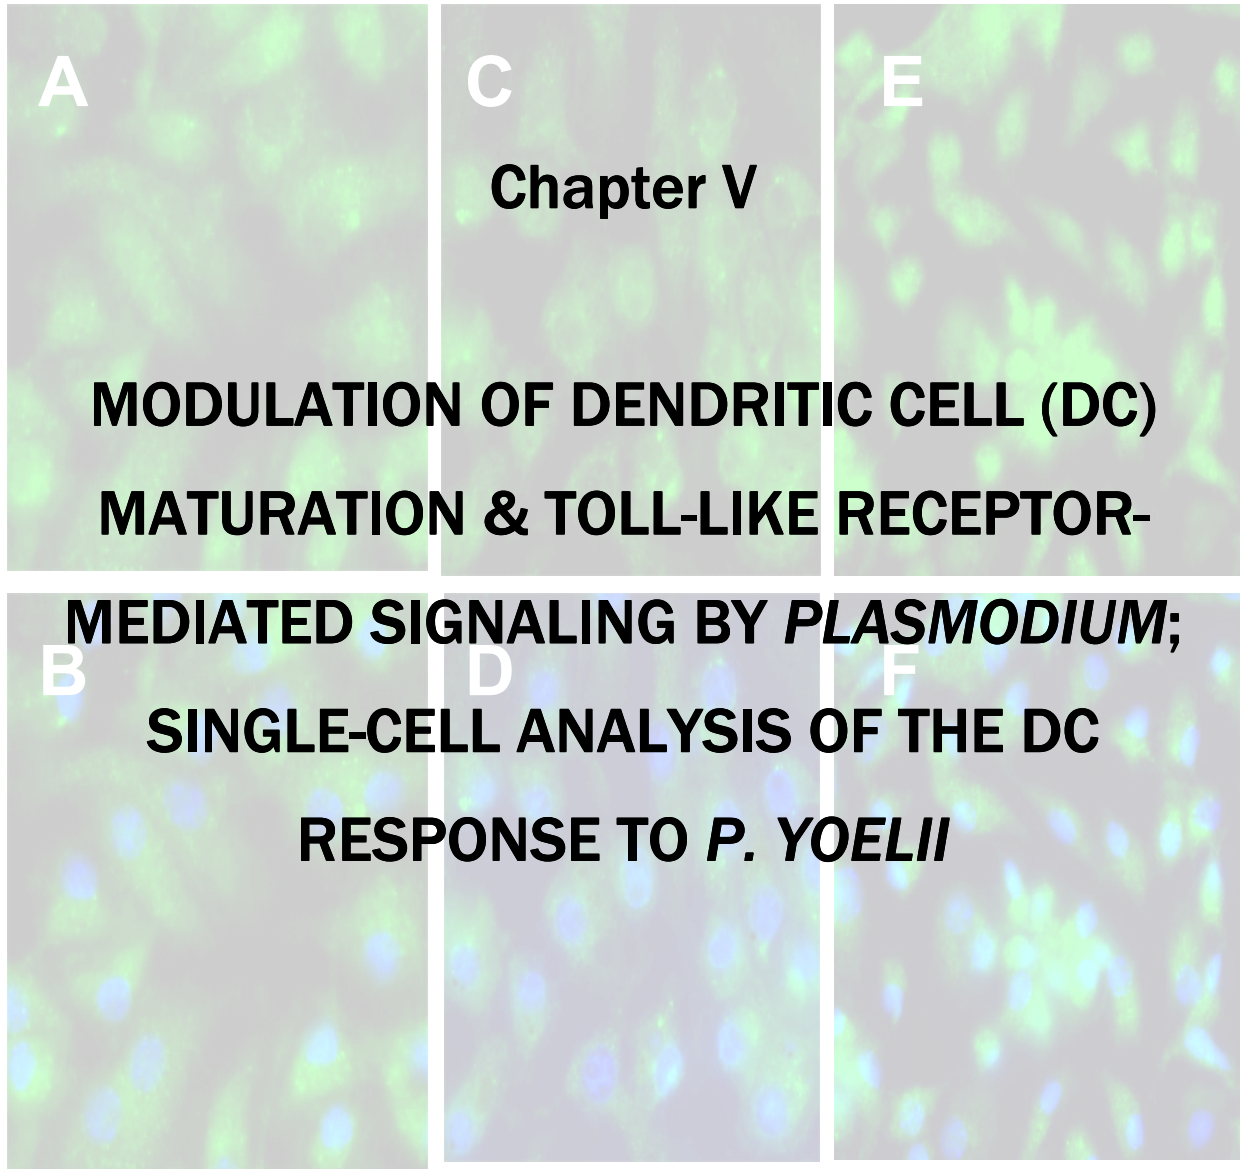 A C E
Chapter V
MODULATION OF DENDRITIC CELL (DC)
MATURATION & TOLL-LIKE RECEPTOR-
MEDIATED SIGNALING BY PLASMODIUM;
B D F
SINGLE-CELL ANALYSIS OF THE DC
RESPONSE TO P. YOELII